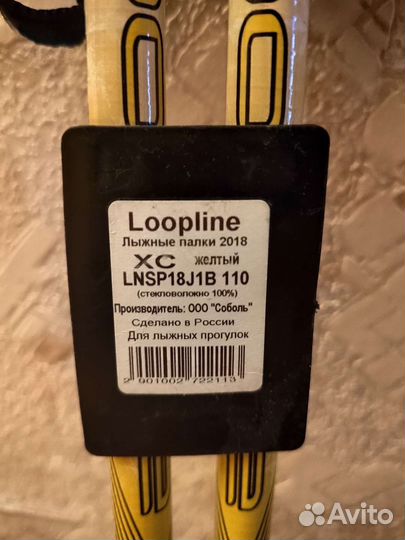 Loopline
Лыжные палки 2018
XC желтый
LNSP18J1B 110
(стекловолокно 100%)
Производитель: ООО "Соболь"
Сделано в России
Для лыжных прогулок
2 901002 722113
Avito